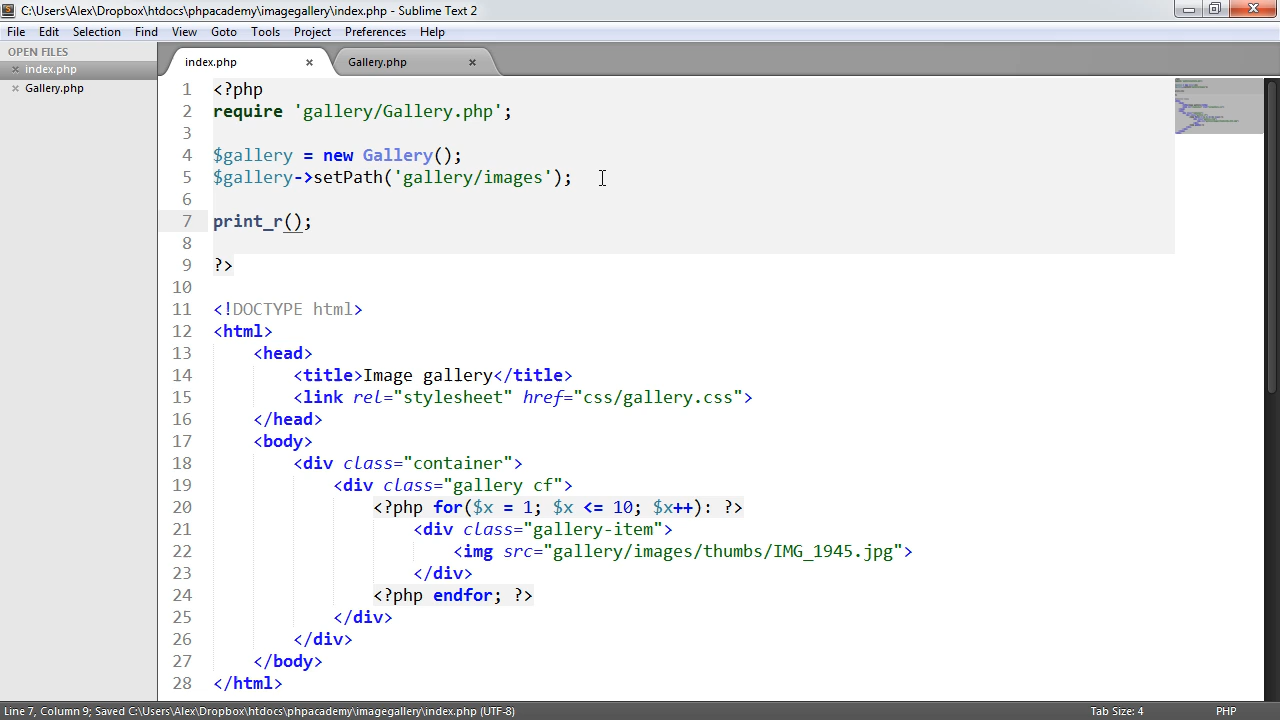 C:\Users\Alex\Dropbox\htdocs\phpacademy\imagegallery\index.php - Sublime Text 2
File Edit Selection Find View Goto Tools Project Preferences Help
OPEN FILES
index.php
Gallery.php
index.php
Gallery.php
1 <?php
2 require 'gallery/Gallery.php';
3
4 $gallery = new Gallery();
5 $gallery->setPath('gallery/images');
6
7 print_r();
8
9 ?>
10
11 <!DOCTYPE html>
12 <html>
13     <head>
14         <title>Image gallery</title>
15         <link rel="stylesheet" href="css/gallery.css">
16     </head>
17     <body>
18         <div class="container">
19             <div class="gallery cf">
20                 <?php for($x = 1; $x <= 10; $x++): ?>
21                     <div class="gallery-item">
22                         <img src="gallery/images/thumbs/IMG_1945.jpg">
23                     </div>
24                 <?php endfor; ?>
25             </div>
26         </div>
27     </body>
28 </html>
Line 7, Column 9; Saved C:\Users\Alex\Dropbox\htdocs\phpacademy\imagegallery\index.php (UTF-8)
Tab Size: 4
PHP